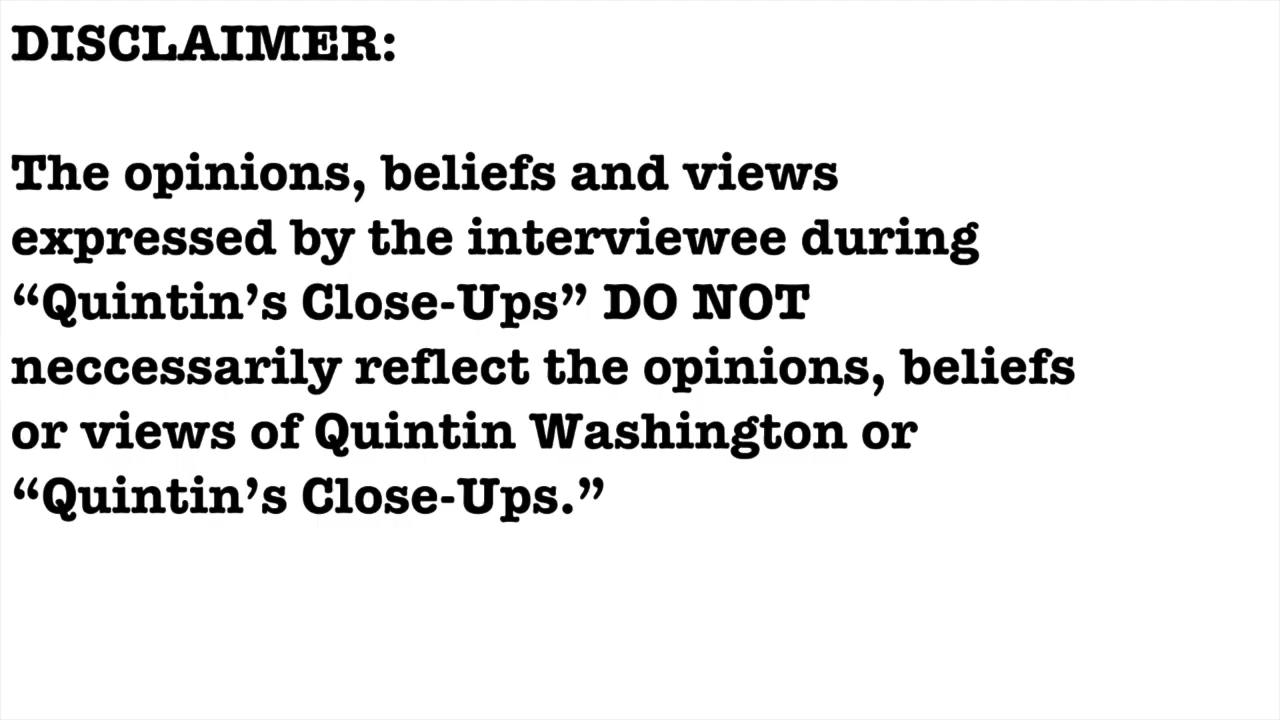 DISCLAIMER:
The opinions, beliefs and views
expressed by the interviewee during
“Quintin’s Close-Ups” DO NOT
neccessarily reflect the opinions, beliefs
or views of Quintin Washington or
“Quintin’s Close-Ups.”